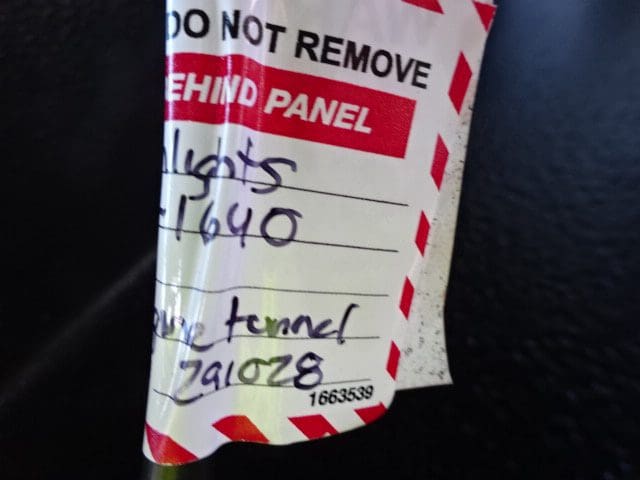 DO NOT REMOVE
EHIND PANEL
lights
-1640
tunnel
291028
1663539